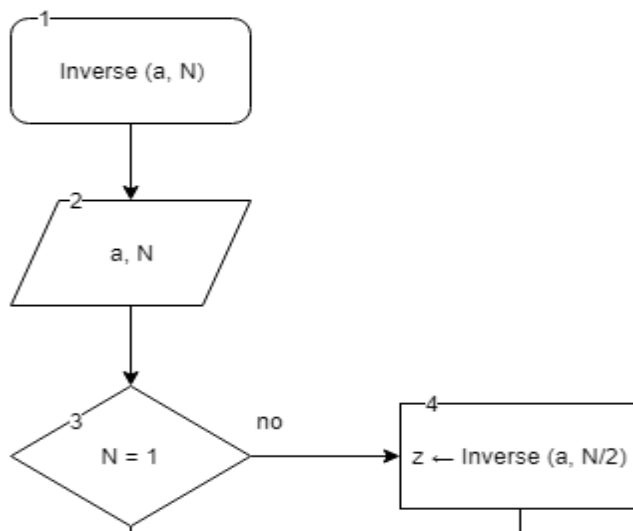 1
Inverse (a, N)
2
a, N
3
N = 1
no
4
z ← Inverse (a, N/2)